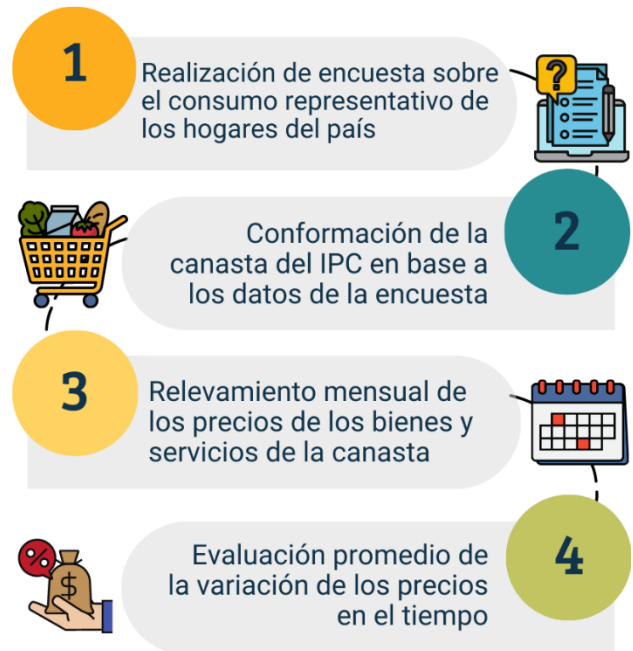 1
Realización de encuesta sobre
el consumo representativo de
los hogares del país
?
2
Conformación de la
canasta del IPC en base a
los datos de la encuesta
3
Relevamiento mensual de
los precios de los bienes y
servicios de la canasta
4
Evaluación promedio de
la variación de los precios
en el tiempo
%
$